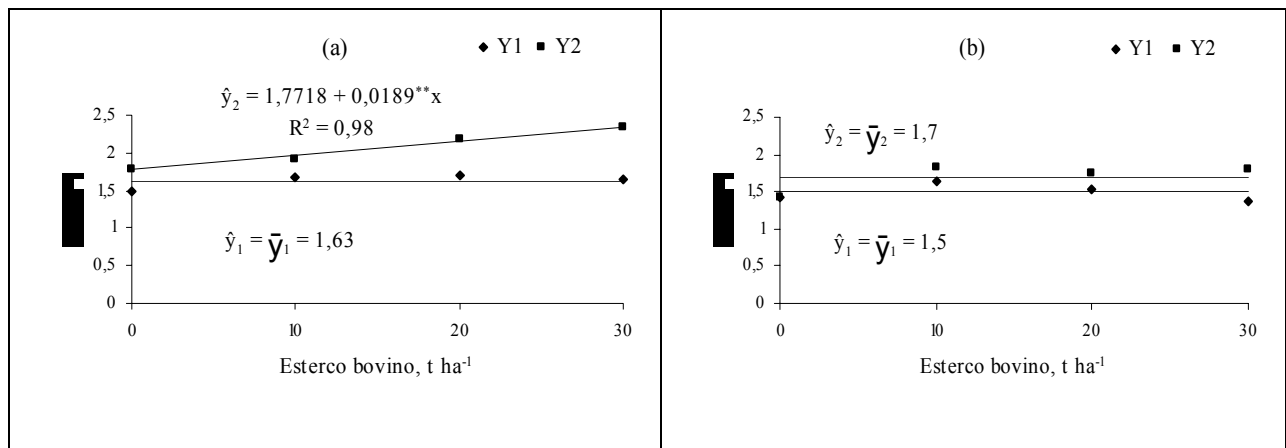 (a)
Y1 Y2
ŷ₂ = 1,7718 + 0,0189**x
R² = 0,98
2,5
2
1,5
1
0,5
0
ŷ₁ = ȳ₁ = 1,63
0 10 20 30
Esterco bovino, t ha⁻¹
(b)
Y1 Y2
2,5
2
1,5
1
0,5
0
ŷ₂ = ȳ₂ = 1,7
ŷ₁ = ȳ₁ = 1,5
0 10 20 30
Esterco bovino, t ha⁻¹